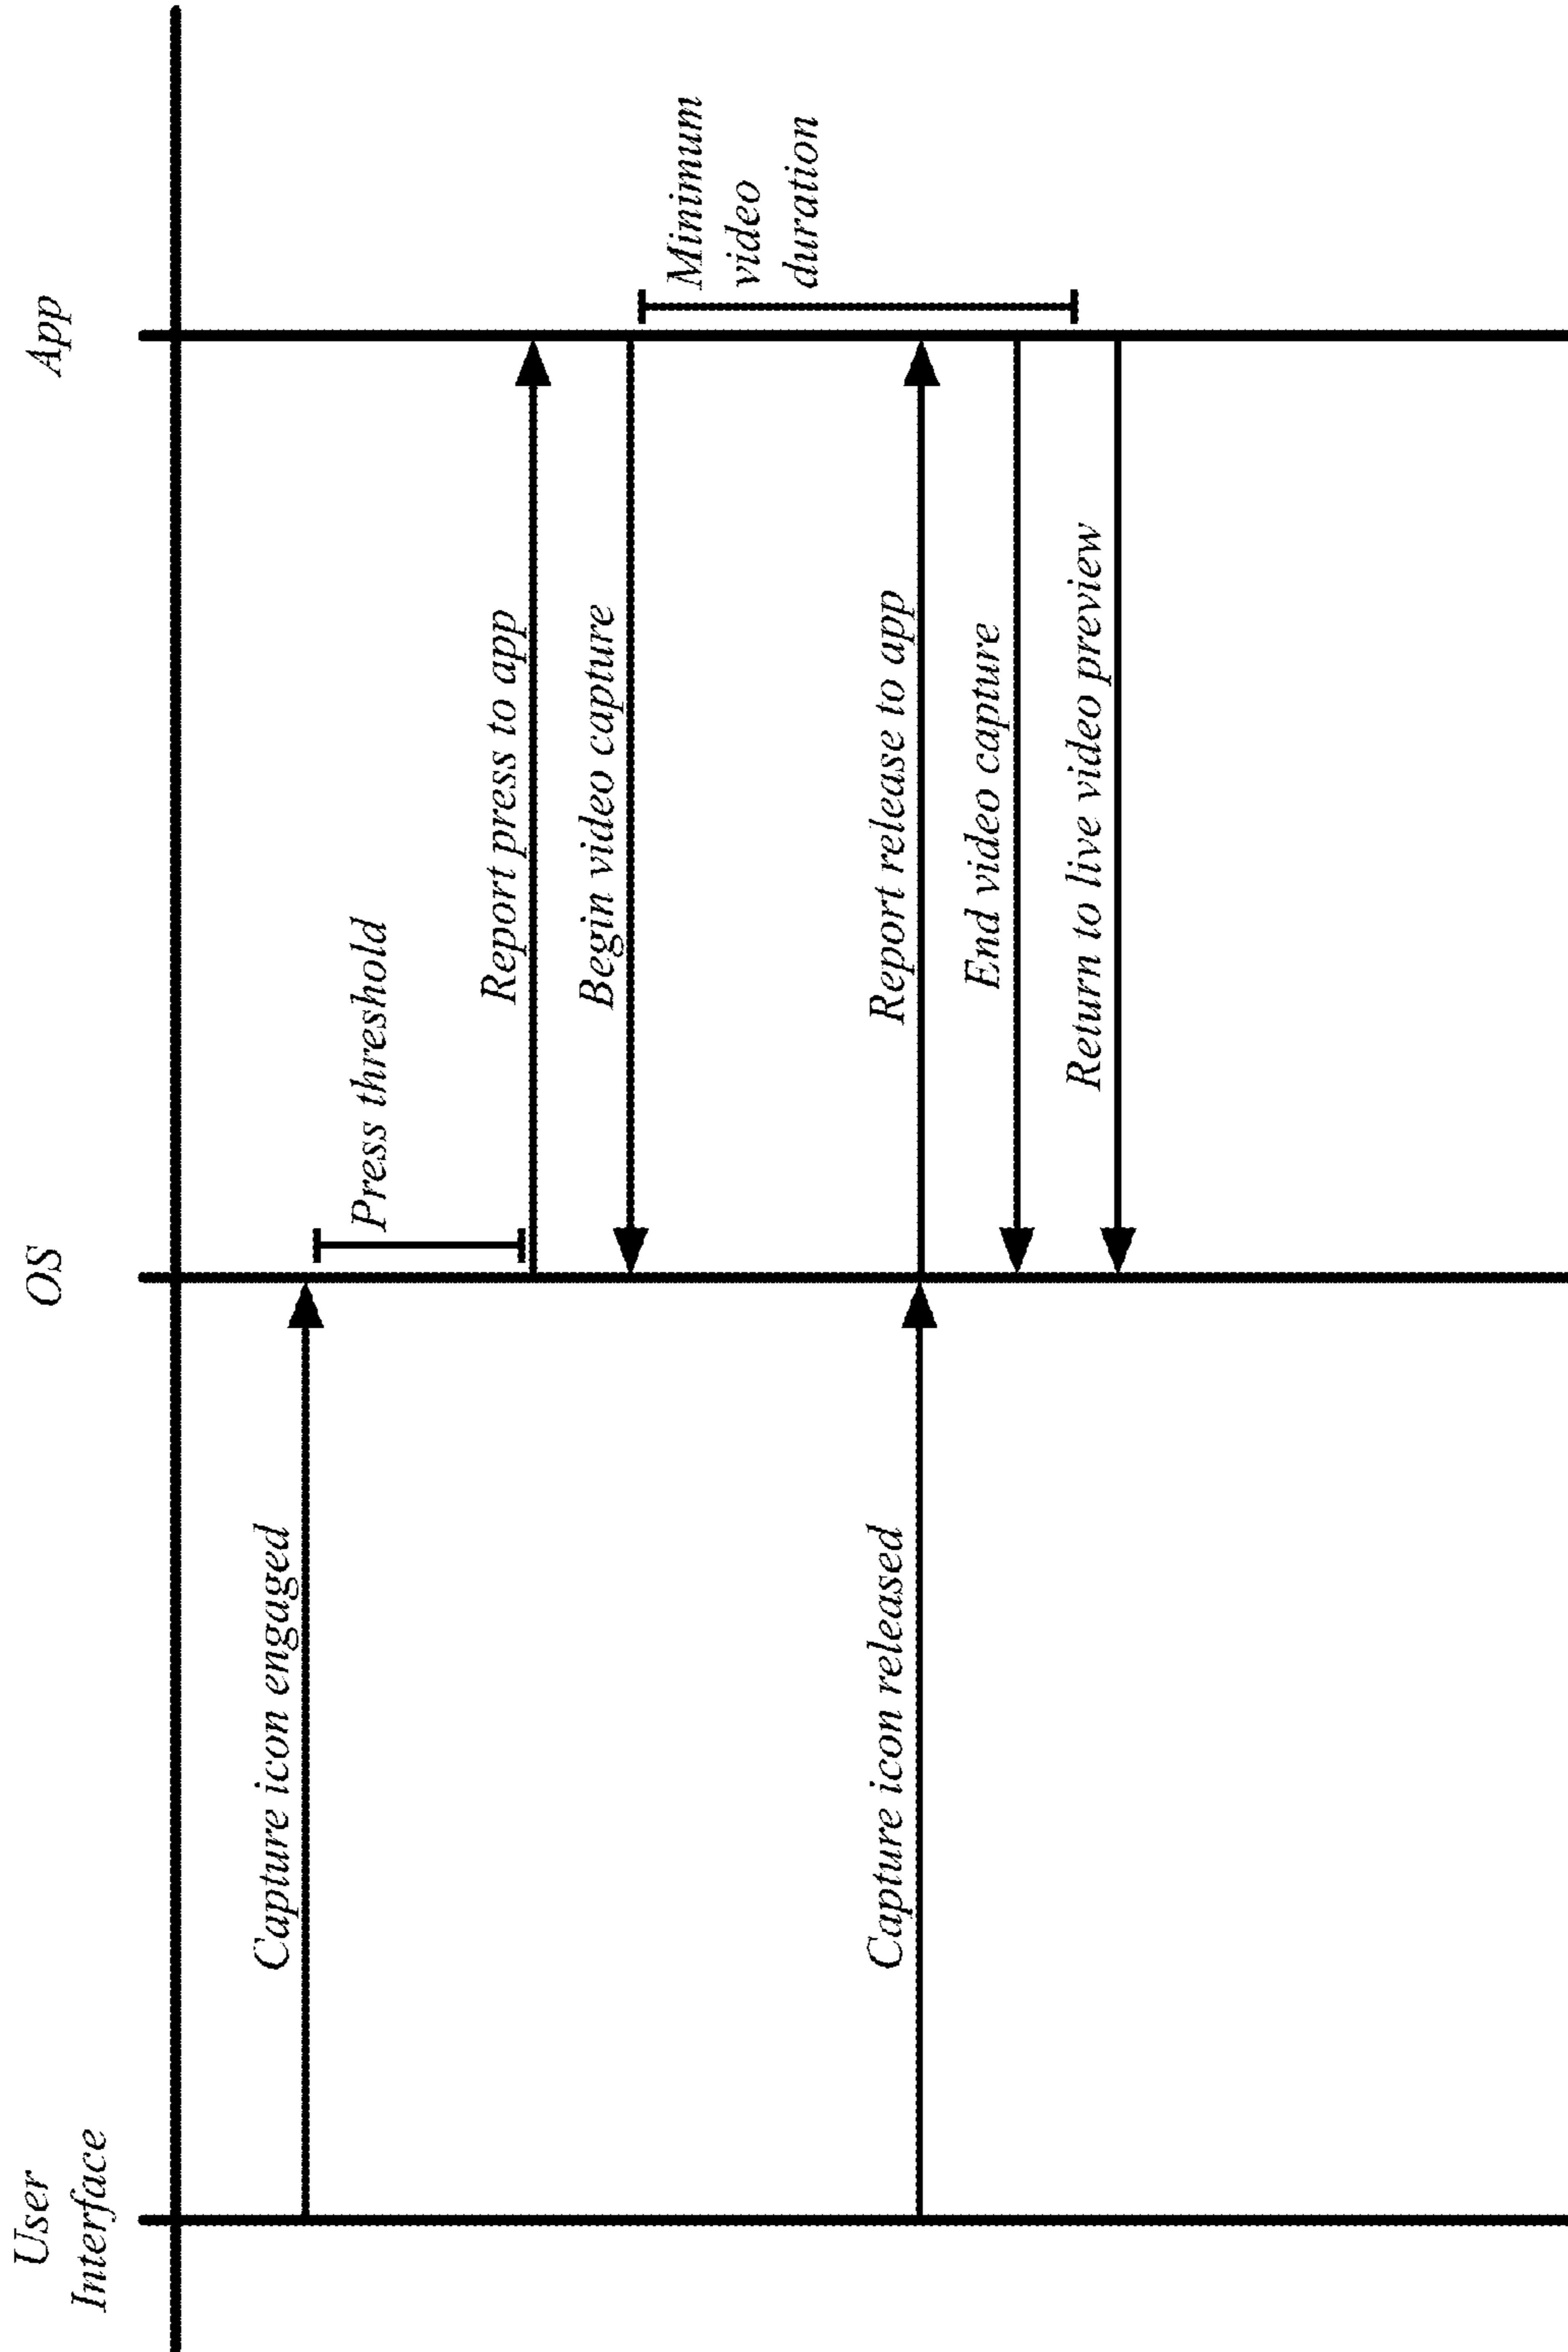 User
Interface
OS
App
Capture icon engaged
Press threshold
Report press to app
Begin video capture
Minimum
video
duration
Capture icon released
Report release to app
End video capture
Return to live video preview